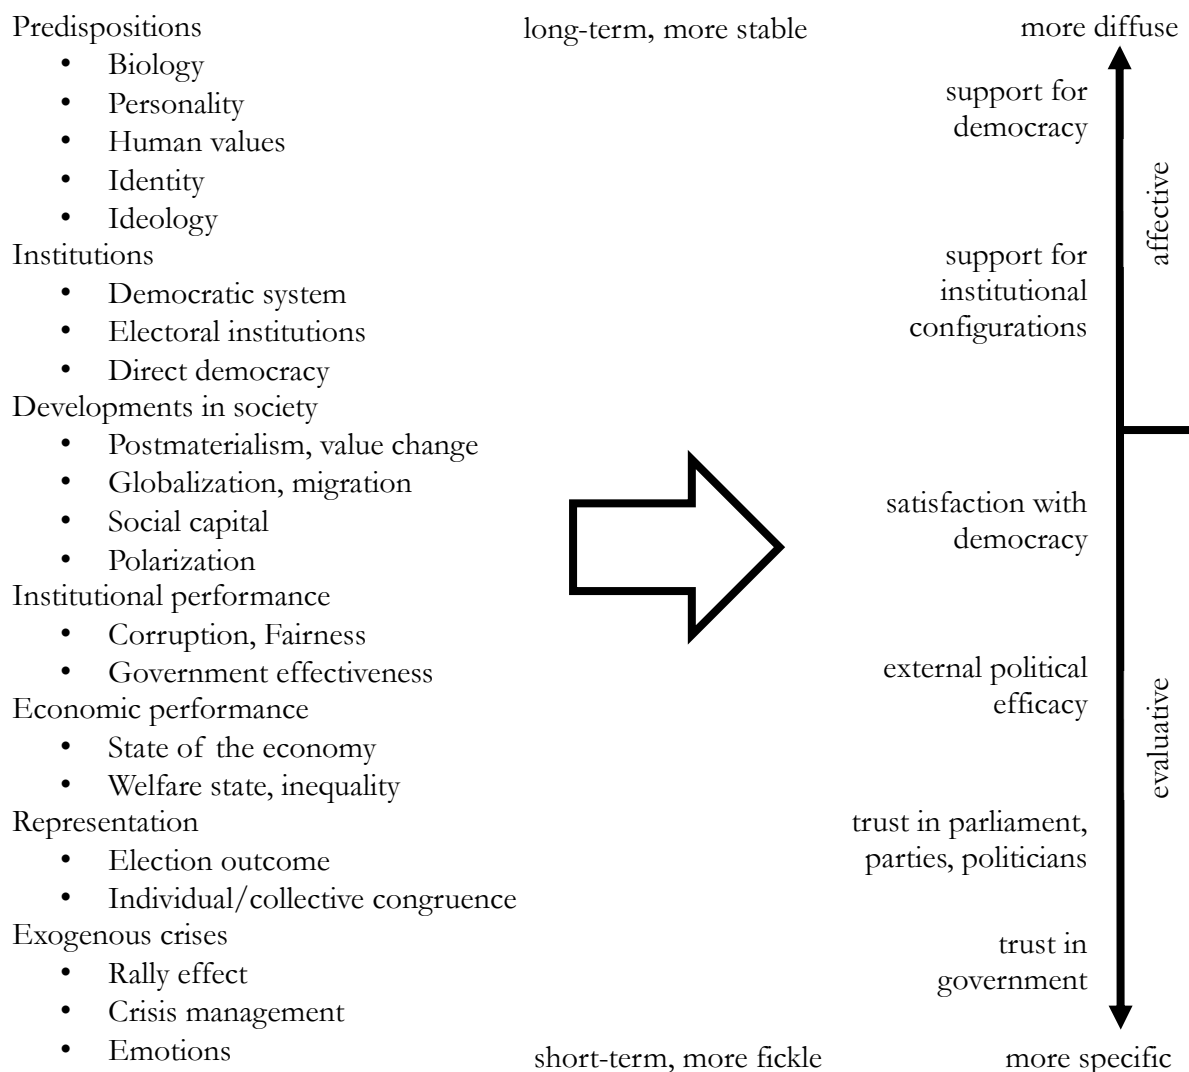 Predispositions
• Biology
• Personality
• Human values
• Identity
• Ideology
Institutions
• Democratic system
• Electoral institutions
• Direct democracy
Developments in society
• Postmaterialism, value change
• Globalization, migration
• Social capital
• Polarization
Institutional performance
• Corruption, Fairness
• Government effectiveness
Economic performance
• State of the economy
• Welfare state, inequality
Representation
• Election outcome
• Individual/collective congruence
Exogenous crises
• Rally effect
• Crisis management
• Emotions
long-term, more stable
short-term, more fickle
more diffuse
support for
democracy
support for
institutional
configurations
satisfaction with
democracy
external political
efficacy
trust in parliament,
parties, politicians
trust in
government
more specific
affective
evaluative